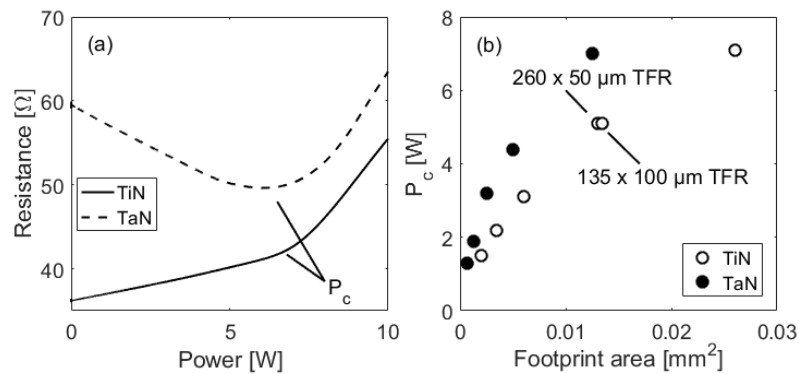 (a)
Resistance [Ω]
70
60
50
40
TiN
TaN
P_c
0
5
10
Power [W]
(b)
P_c [W]
8
6
4
2
0
260 x 50 µm TFR
135 x 100 µm TFR
TiN
TaN
0
0.01
0.02
0.03
Footprint area [mm²]